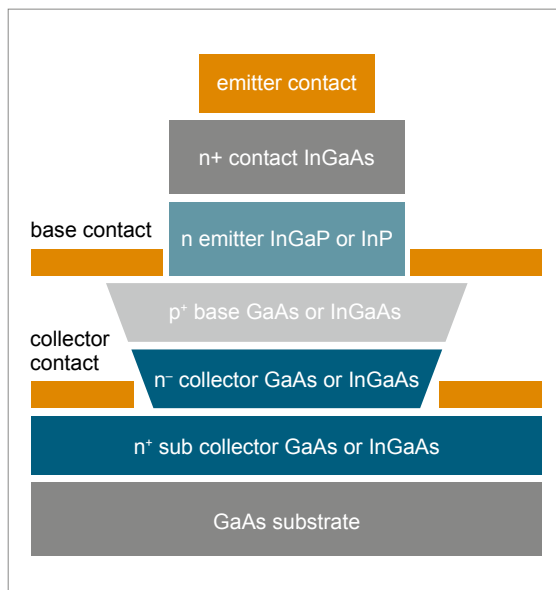 emitter contact
n+ contact InGaAs
base contact
n emitter InGaP or InP
p⁺ base GaAs or InGaAs
collector
contact
n⁻ collector GaAs or InGaAs
n⁺ sub collector GaAs or InGaAs
GaAs substrate